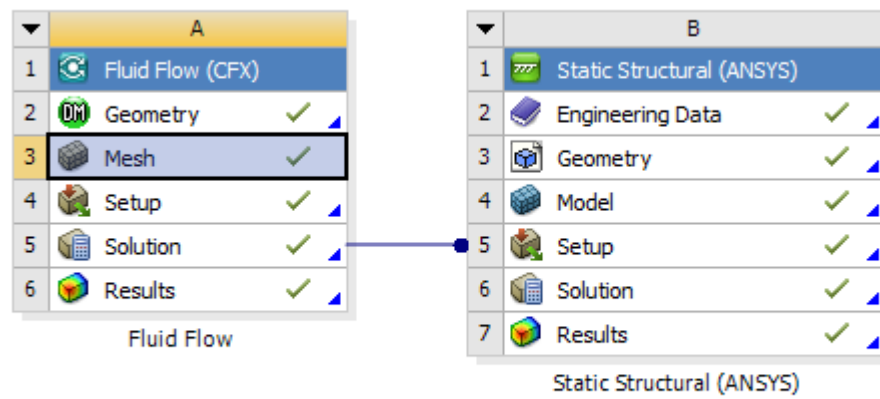 A
1 Fluid Flow (CFX)
2 DM Geometry
3 Mesh
4 Setup
5 Solution
6 Results
Fluid Flow
B
1 Static Structural (ANSYS)
2 Engineering Data
3 Geometry
4 Model
5 Setup
6 Solution
7 Results
Static Structural (ANSYS)